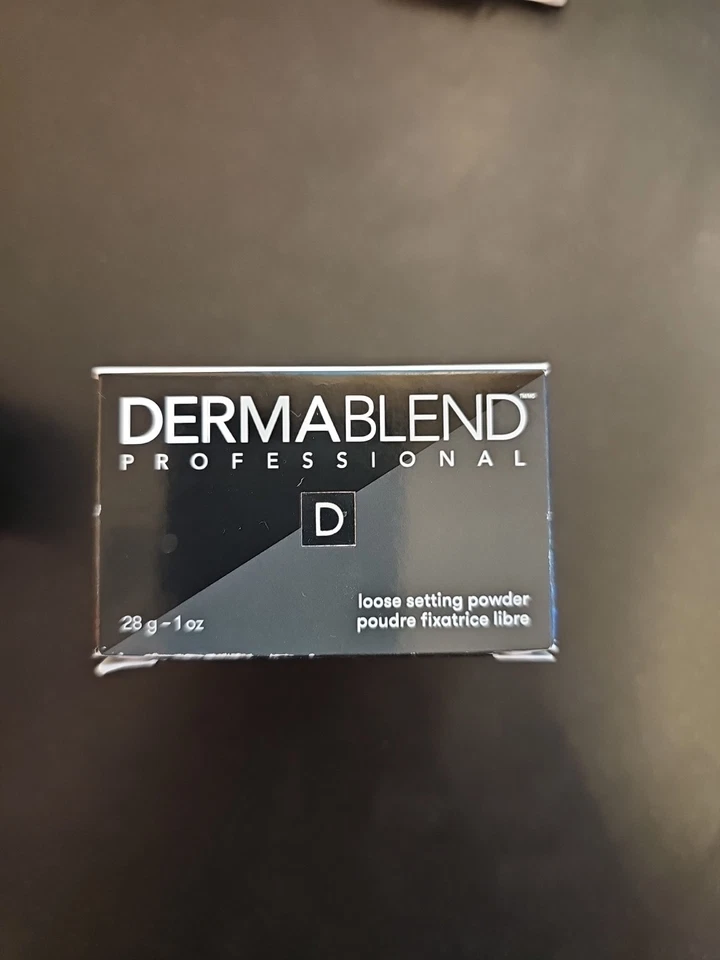 DERMABLEND™
PROFESSIONAL
D
28 g - 1 oz
loose setting powder
poudre fixatrice libre